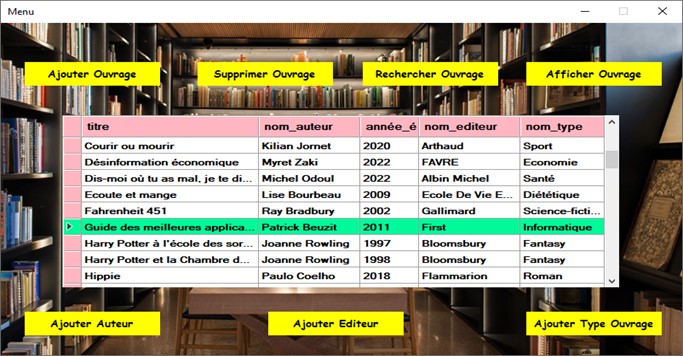 Menu
Ajouter Ouvrage Supprimer Ouvrage Rechercher Ouvrage Afficher Ouvrage
titre nom_auteur année_é nom_editeur nom_type
Courir ou mourir Kilian Jornet 2020 Arthaud Sport
Désinformation économique Myret Zaki 2022 FAVRE Economie
Dis-moi où tu as mal, je te di... Michel Odoul 2022 Albin Michel Santé
Ecoute et mange Lise Bourbeau 2009 Ecole De Vie E... Diététique
Fahrenheit 451 Ray Bradbury 2002 Gallimard Science-ficti...
Guide des meilleures applica... Patrick Beuzit 2011 First Informatique
Harry Potter à l'école des sor... Joanne Rowling 1997 Bloomsbury Fantasy
Harry Potter et la Chambre d... Joanne Rowling 1998 Bloomsbury Fantasy
Hippie Paulo Coelho 2018 Flammarion Roman
Ajouter Auteur Ajouter Editeur Ajouter Type Ouvrage